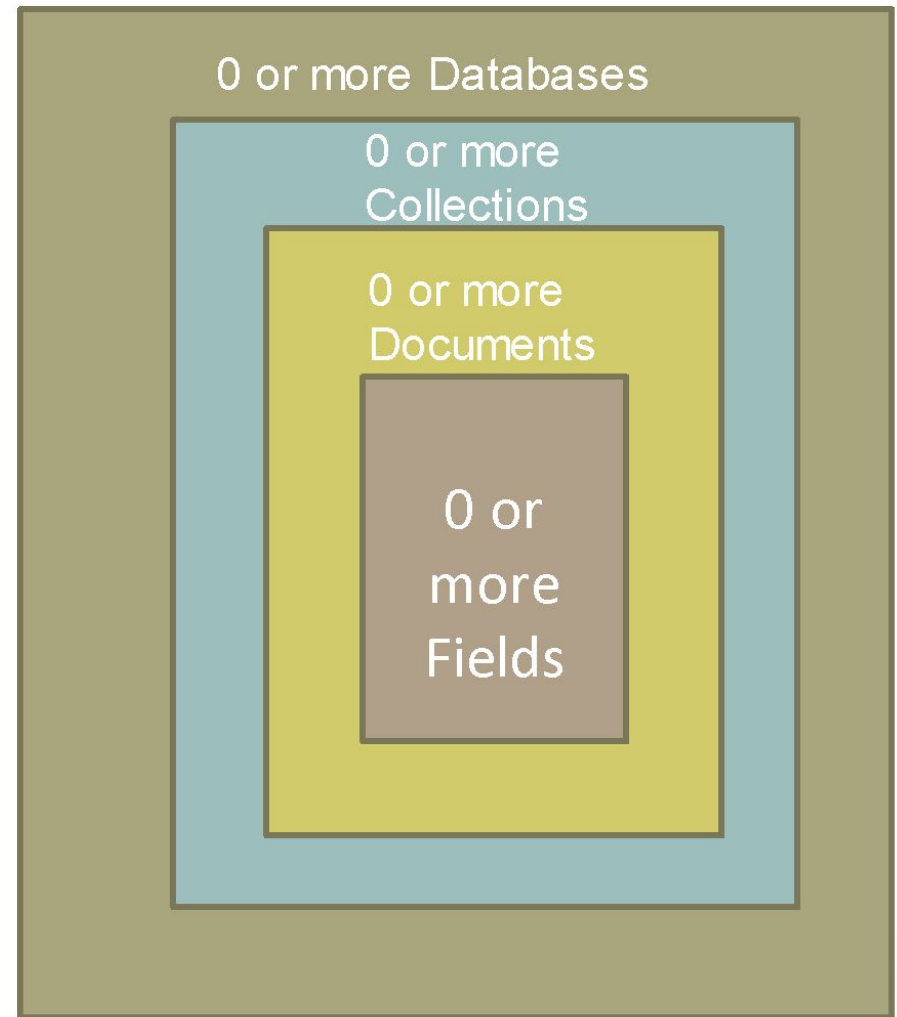 0 or more Databases
0 or more
Collections
0 or more
Documents
0 or
more
Fields